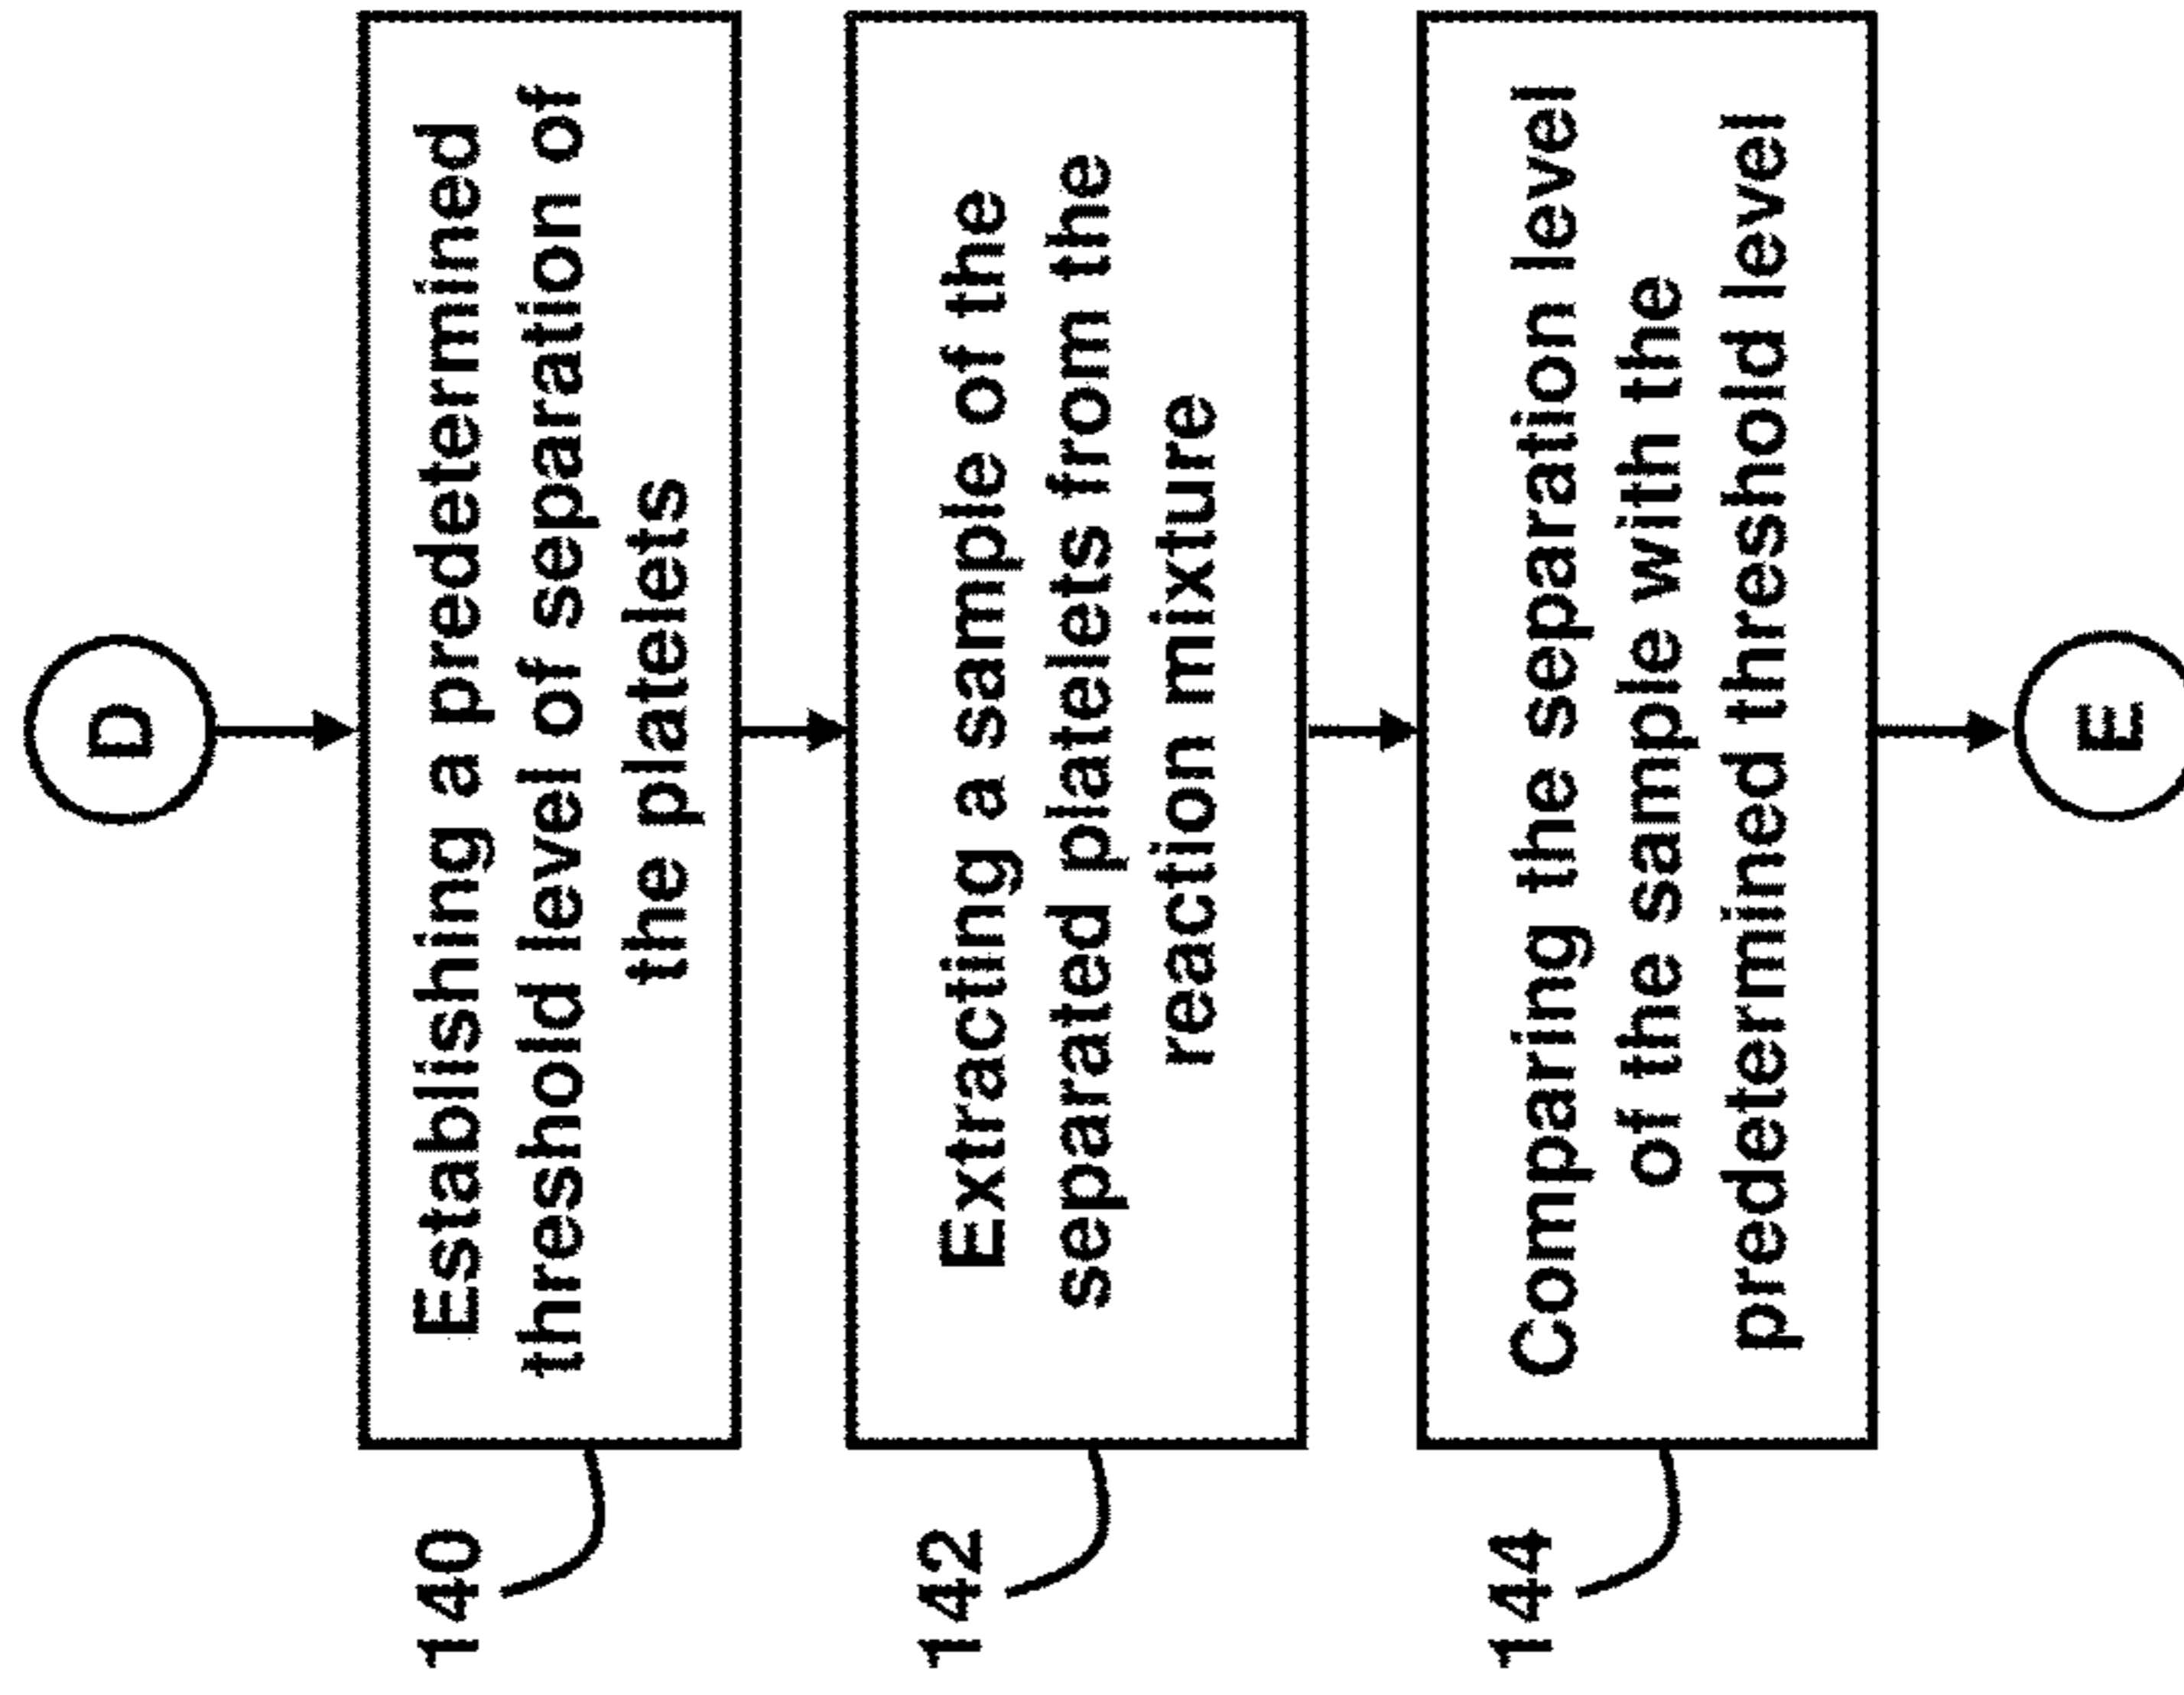 D
140
Establishing a predetermined
threshold level of separation of
the platelets
142
Extracting a sample of the
separated platelets from the
reaction mixture
144
Comparing the separation level
of the sample with the
predetermined threshold level
E